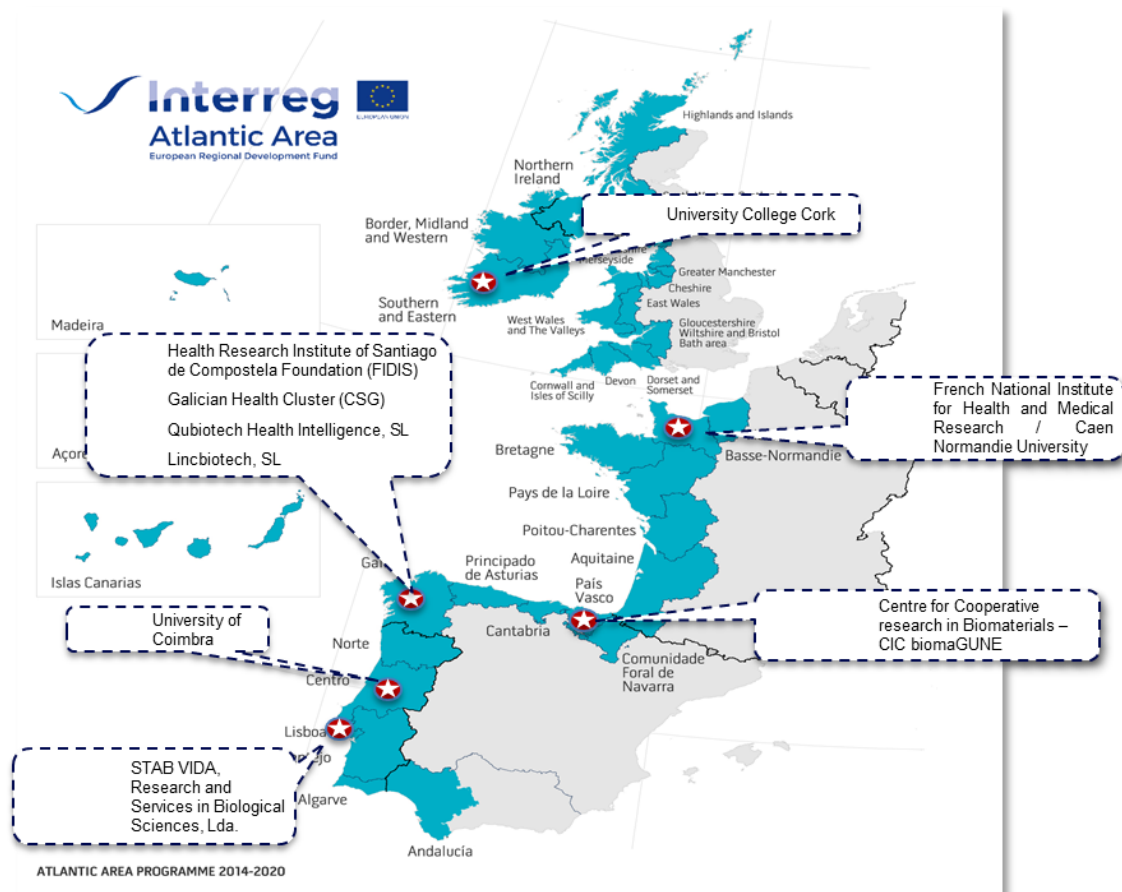 Interreg
EUROPEAN UNION
Atlantic Area
European Regional Development Fund
Highlands and Islands
Northern
Ireland
University College Cork
Border, Midland
and Western
Merseyside
Greater Manchester
Cheshire
East Wales
Southern
and Eastern
West Wales
and The Valleys
Gloucestershire
Wiltshire and Bristol
Bath area
Madeira
Health Research Institute of Santiago
de Compostela Foundation (FIDIS)
Galician Health Cluster (CSG)
Qubiotech Health Intelligence, SL
Lincbiotech, SL
Cornwall and
Isles of Scilly
Devon
Dorset and
Somerset
French National Institute
for Health and Medical
Research / Caen
Normandie University
Bretagne
Basse-Normandie
Pays de la Loire
Poitou-Charentes
Islas Canarias
Aquitaine
Principado
de Asturias
País
Vasco
Cantabria
Centre for Cooperative
research in Biomaterials –
CIC biomaGUNE
University of
Coimbra
Norte
Comunidade
Foral de
Navarra
Centro
Lisboa
STAB VIDA,
Research and
Services in Biological
Sciences, Lda.
Algarve
Andalucía
ATLANTIC AREA PROGRAMME 2014-2020